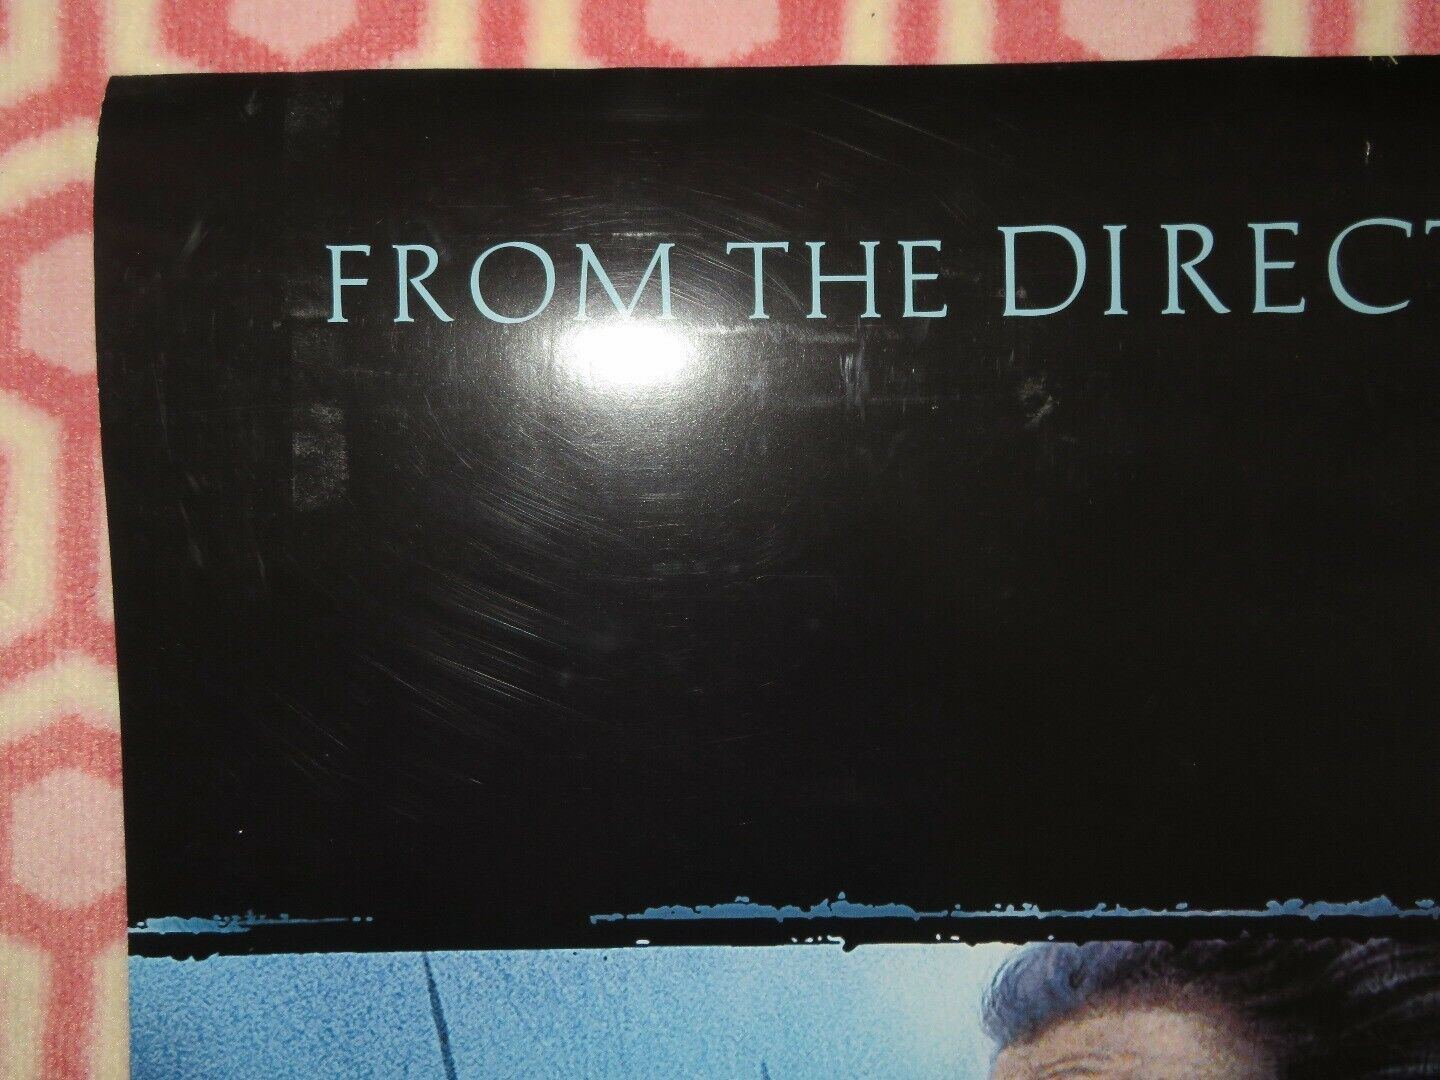 FROM THE DIRECT